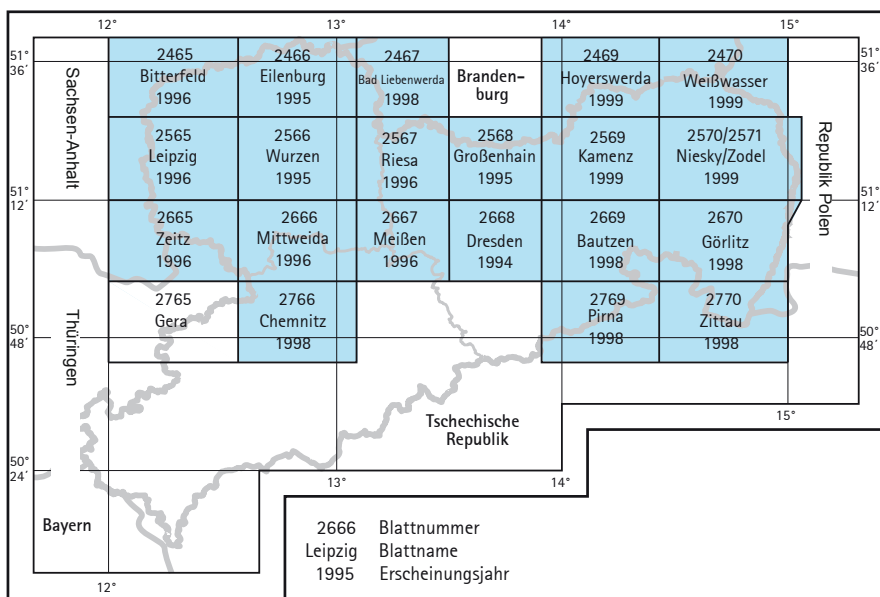 12°
13°
14°
15°
51°
36´
51°
36´
2465
Bitterfeld
1996
2466
Eilenburg
1995
2467
Bad Liebenwerda
1998
Branden-
burg
2469
Hoyerswerda
1999
2470
Weißwasser
1999
Sachsen-Anhalt
2565
Leipzig
1996
2566
Wurzen
1995
2567
Riesa
1996
2568
Großenhain
1995
2569
Kamenz
1999
2570/2571
Niesky/Zodel
1999
Republik Polen
51°
12´
51°
12´
2665
Zeitz
1996
2666
Mittweida
1996
2667
Meißen
1996
2668
Dresden
1994
2669
Bautzen
1998
2670
Görlitz
1998
Thüringen
2765
Gera
2766
Chemnitz
1998
2769
Pirna
1998
2770
Zittau
1998
50°
48´
50°
48´
Tschechische
Republik
15°
50°
24´
13°
14°
Bayern
12°
2666 Blattnummer
Leipzig Blattname
1995 Erscheinungsjahr